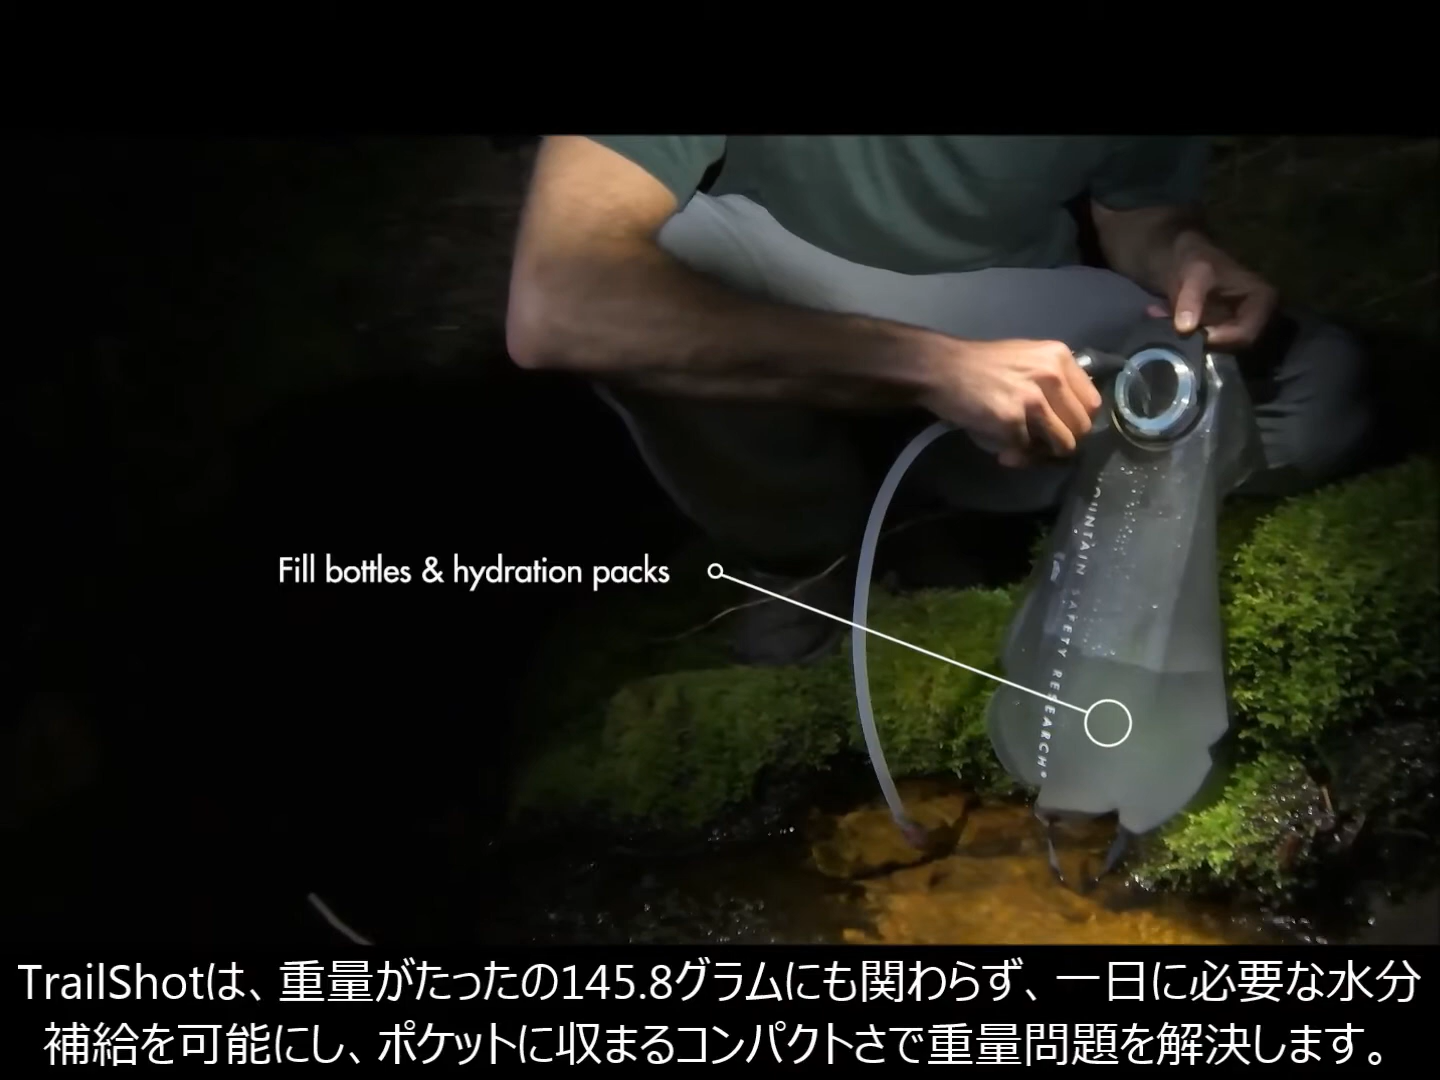 Fill bottles & hydration packs
MOUNTAIN SAFETY RESEARCH®
TrailShotは、重量がたったの145.8グラムにも関わらず、一日に必要な水分
補給を可能にし、ポケットに収まるコンパクトさで重量問題を解決します。